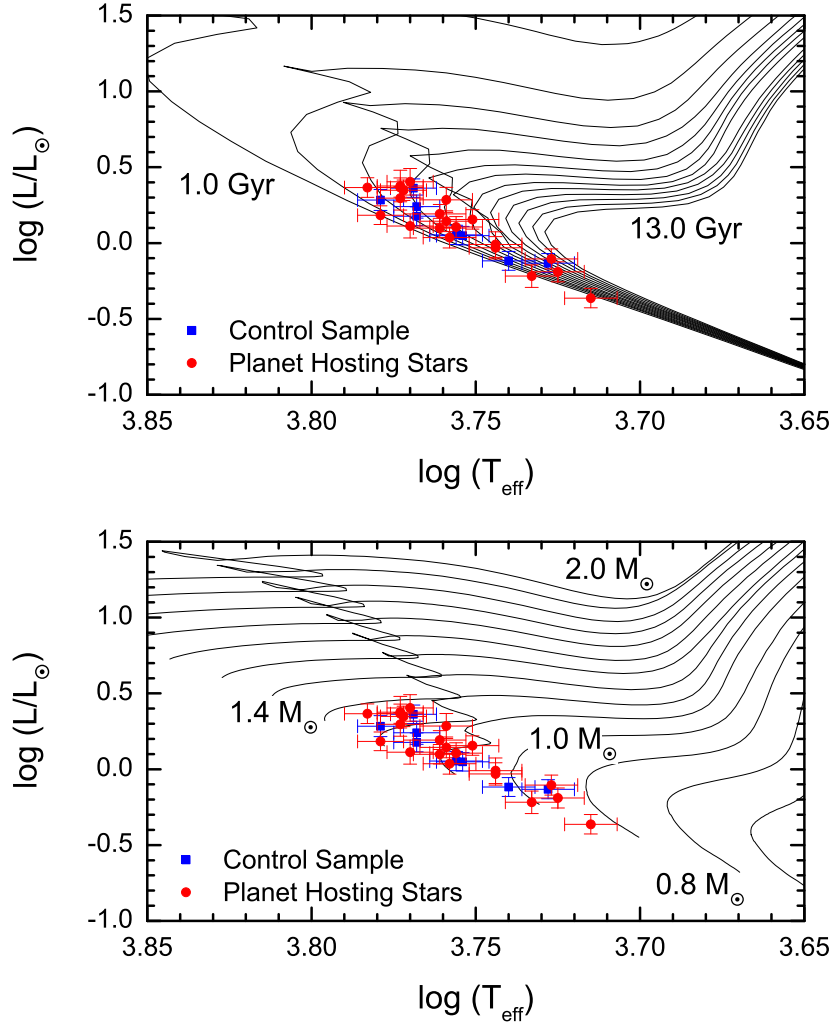 1.5
1.0
0.5
0.0
-0.5
-1.0
log (L/L⊙)
1.0 Gyr
13.0 Gyr
Control Sample
Planet Hosting Stars
3.85
3.80
3.75
3.70
3.65
log (Teff)
1.5
1.0
0.5
0.0
-0.5
-1.0
log (L/L⊙)
2.0 M⊙
1.4 M⊙
1.0 M⊙
0.8 M⊙
Control Sample
Planet Hosting Stars
3.85
3.80
3.75
3.70
3.65
log (Teff)